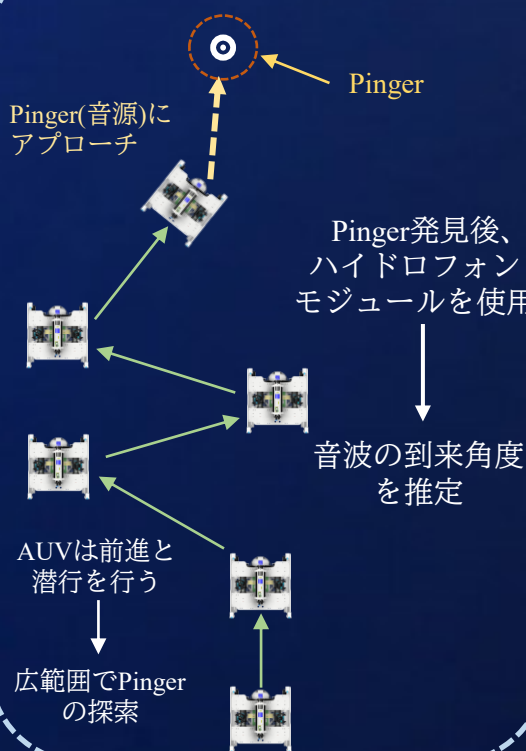 Pinger
Pinger(音源)に
アプローチ
Pinger発見後、
ハイドロフォン
モジュールを使用
音波の到来角度
を推定
AUVは前進と
潜行を行う
広範囲でPinger
の探索